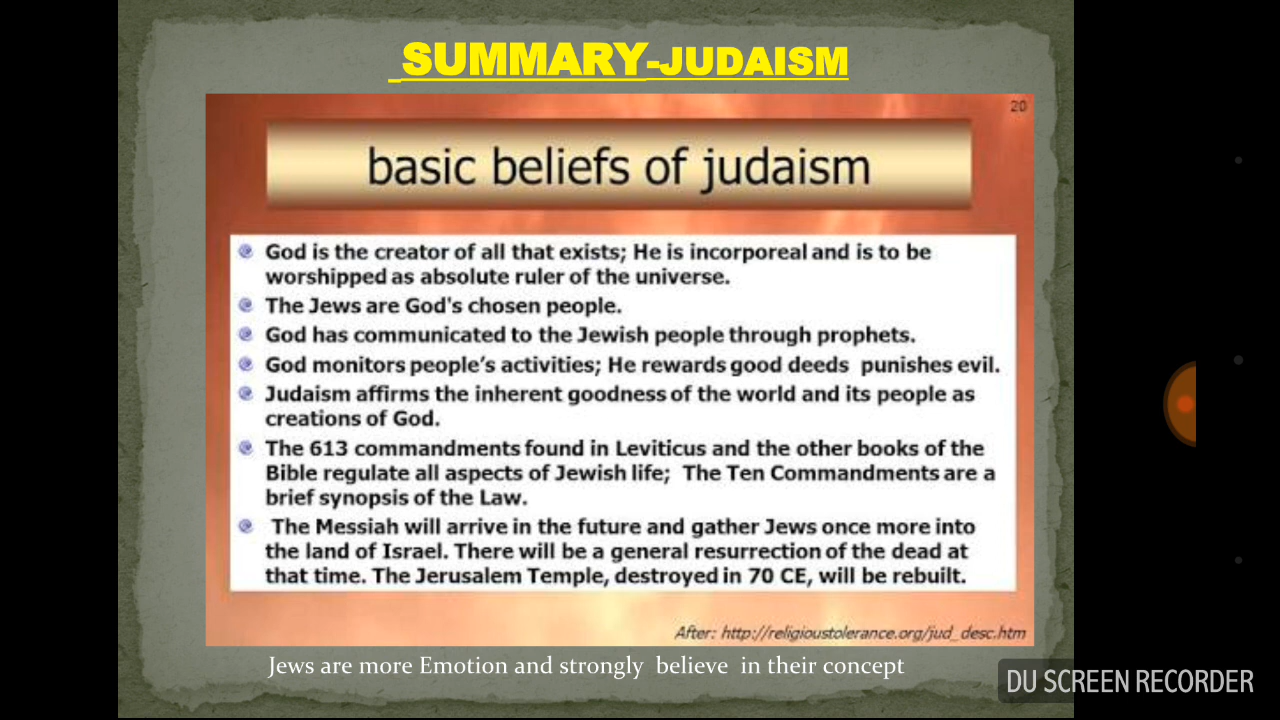 SUMMARY-JUDAISM
20
basic beliefs of judaism
God is the creator of all that exists; He is incorporeal and is to be
worshipped as absolute ruler of the universe.
The Jews are God's chosen people.
God has communicated to the Jewish people through prophets.
God monitors people’s activities; He rewards good deeds  punishes evil.
Judaism affirms the inherent goodness of the world and its people as
creations of God.
The 613 commandments found in Leviticus and the other books of the
Bible regulate all aspects of Jewish life;  The Ten Commandments are a
brief synopsis of the Law.
The Messiah will arrive in the future and gather Jews once more into
the land of Israel. There will be a general resurrection of the dead at
that time. The Jerusalem Temple, destroyed in 70 CE, will be rebuilt.
After: http://religioustolerance.org/jud_desc.htm
Jews are more Emotion and strongly  believe  in their concept
DU SCREEN RECORDER